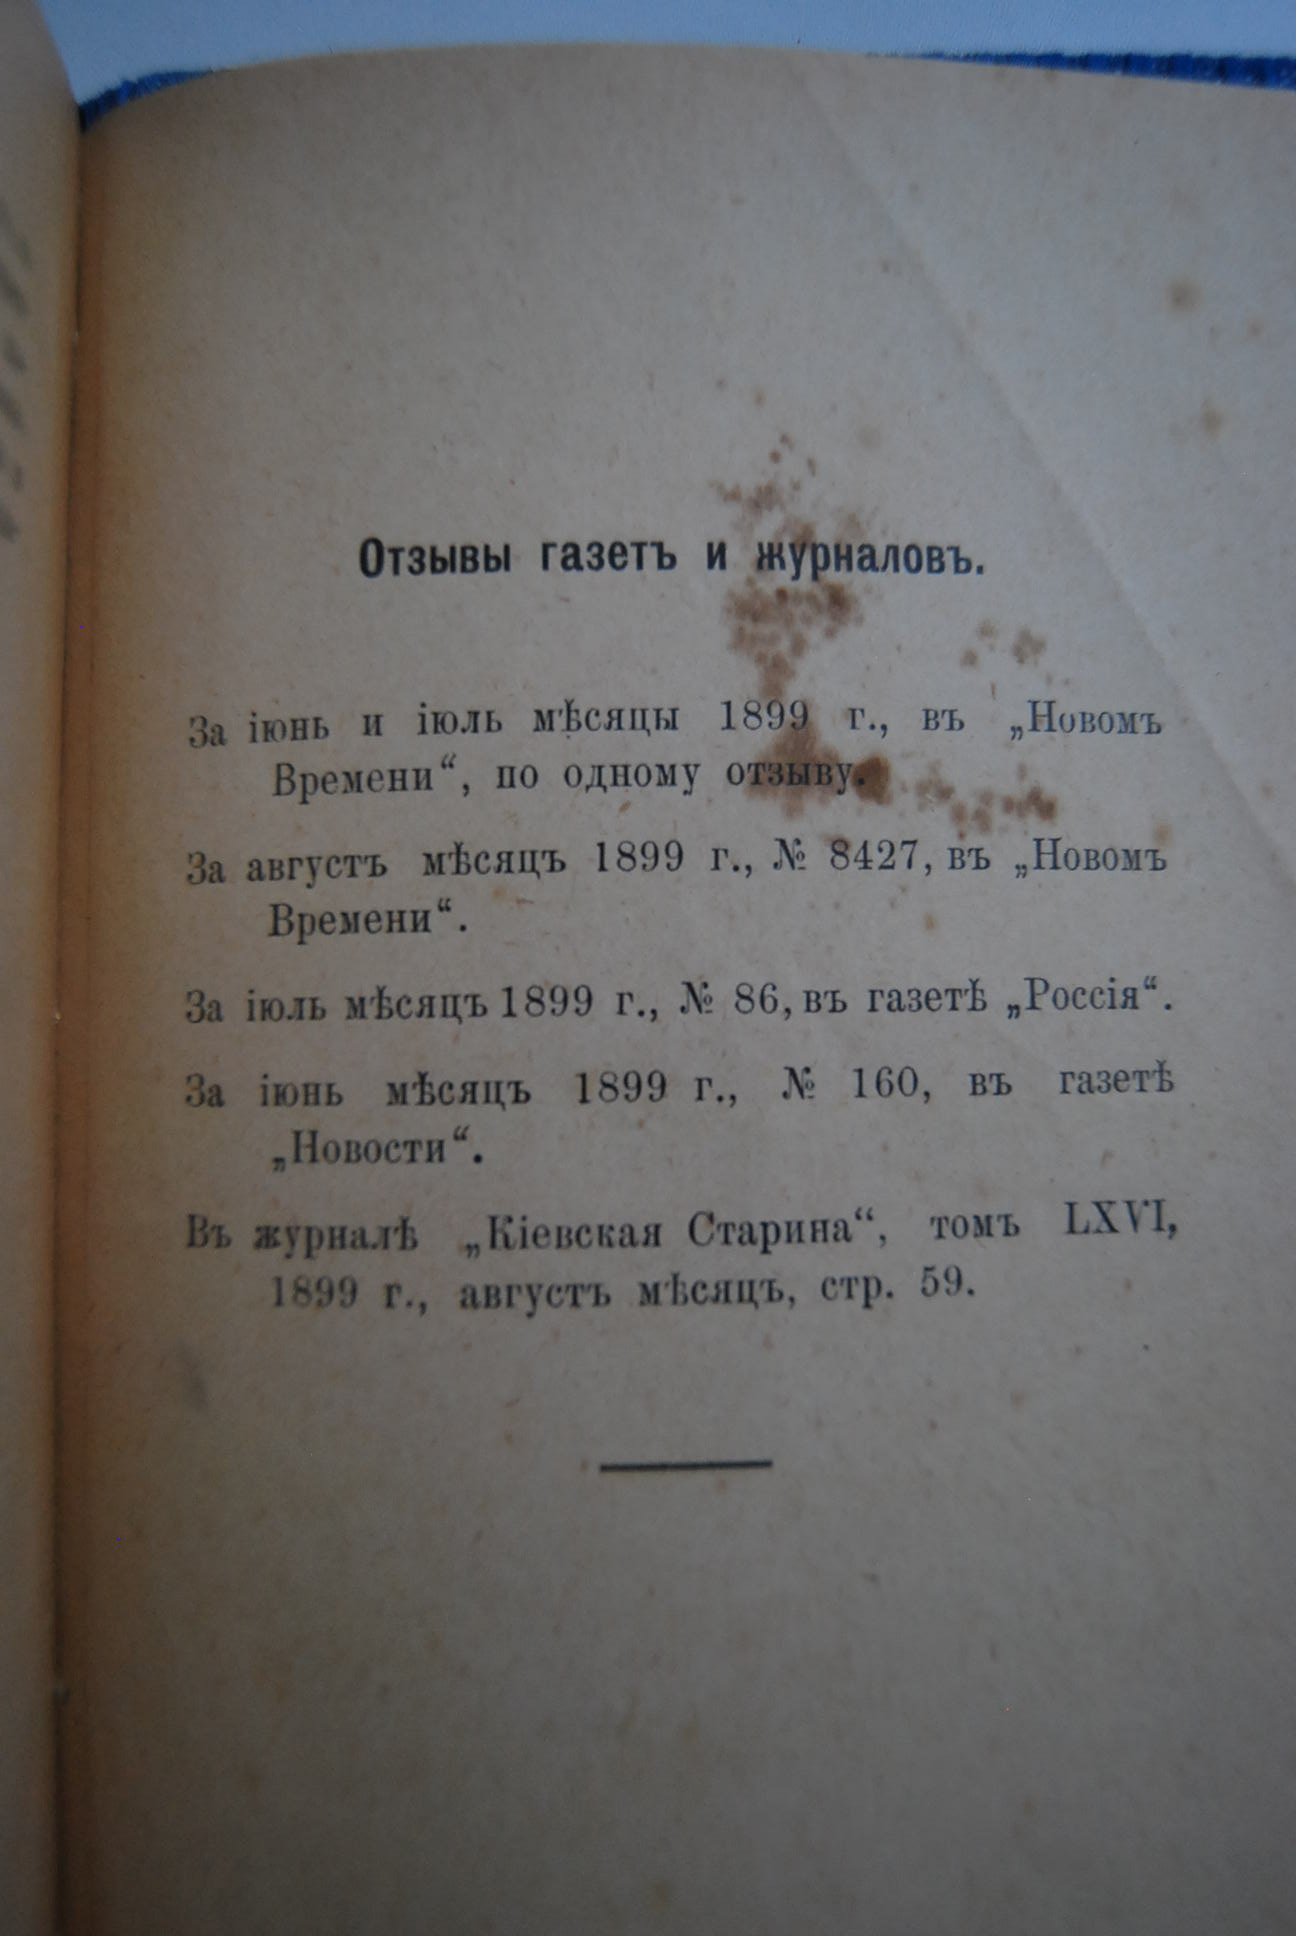 Отзывы газетъ и журналовъ.
За іюнь и іюль мѣсяцы 1899 г., въ „Новомъ
Времени“, по одному отзыву.
За августъ мѣсяцъ 1899 г., № 8427, въ „Новомъ
Времени“.
За іюль мѣсяцъ 1899 г., № 86, въ газетѣ „Россія“.
За іюнь мѣсяцъ 1899 г., № 160, въ газетѣ
„Новости“.
Въ журналѣ „Кіевская Старина“, томъ LXVI,
1899 г., августъ мѣсяцъ, стр. 59.